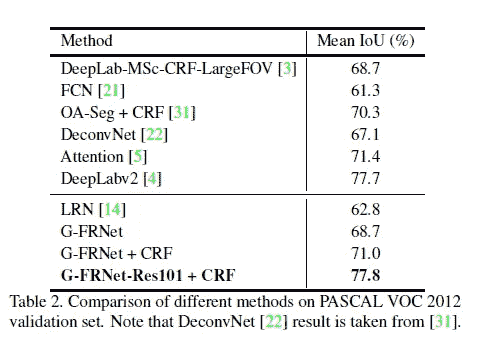 Method Mean IoU (%)
DeepLab-MSc-CRF-LargeFOV [3] 68.7
FCN [21] 61.3
OA-Seg + CRF [31] 70.3
DeconvNet [22] 67.1
Attention [5] 71.4
DeepLabv2 [4] 77.7
LRN [14] 62.8
G-FRNet 68.7
G-FRNet + CRF 71.0
G-FRNet-Res101 + CRF 77.8
Table 2. Comparison of different methods on PASCAL VOC 2012
validation set. Note that DeconvNet [22] result is taken from [31].